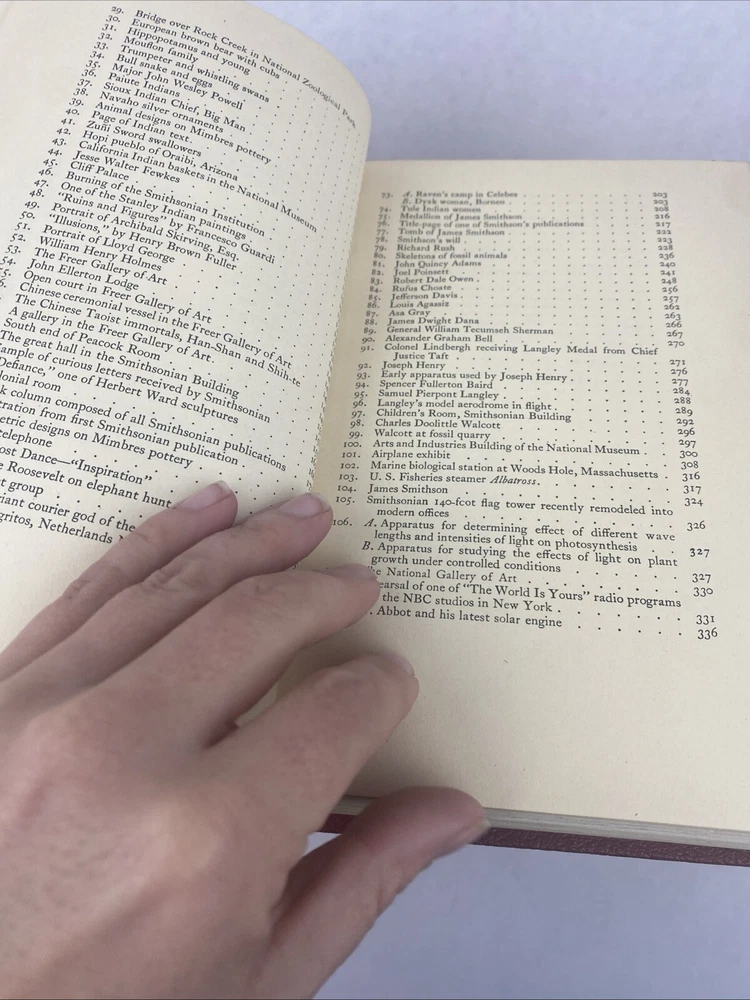 29. Bridge over Rock Creek in National Zoological Park
30. European brown bear with cubs
31. Hippopotamus and young
32. Mouflon family
33. Trumpeter and whistling swans
34. Bull snake and eggs
35. Major John Wesley Powell
36. Paiute Indians
37. Sioux Indian Chief, Big Man
38. Navaho silver ornaments
39. Animal designs on Mimbres pottery
40. Page of Indian text
41. Zuñi Sword swallowers
42. Hopi pueblo of Oraibi, Arizona
43. California Indian baskets in the National Museum
44. Jesse Walter Fewkes
45. Cliff Palace
46. Burning of the Smithsonian Institution
47. One of the Stanley Indian paintings
48. "Ruins and Figures" by Francesco Guardi
49. Portrait of Archibald Skirving, Esq.
50. "Illusions," by Henry Brown Fuller
51. Portrait of Lloyd George
52. William Henry Holmes
53. The Freer Gallery of Art
54. John Ellerton Lodge
55. Open court in Freer Gallery of Art
6. Chinese ceremonial vessel in the Freer Gallery of Art
The Chinese Taoist immortals, Han-Shan and Shih-te
A gallery in the Freer Gallery of Art
South end of Peacock Room
The great hall in the Smithsonian Building
ample of curious letters received by Smithsonian
Defiance," one of Herbert Ward sculptures
lonial room
k column composed of all Smithsonian publications
tration from first Smithsonian publication
etric designs on Mimbres pottery
telephone
ost Dance—"Inspiration"
e Roosevelt on elephant hunt
t group
iant courier god of the
gritos, Netherlands N
73. A. Raven's camp in Celebes 203
B. Dyak woman, Borneo 203
74. Tule Indian women 208
75. Medallion of James Smithson 216
76. Title-page of one of Smithson's publications 217
77. Tomb of James Smithson 222
78. Smithson's will 223
79. Richard Rush 228
80. Skeletons of fossil animals 236
81. John Quincy Adams 240
82. Joel Poinsett 241
83. Robert Dale Owen 248
84. Rufus Choate 256
85. Jefferson Davis 257
86. Louis Agassiz 262
87. Asa Gray 263
88. James Dwight Dana 266
89. General William Tecumseh Sherman 267
90. Alexander Graham Bell 270
91. Colonel Lindbergh receiving Langley Medal from Chief
Justice Taft 271
92. Joseph Henry 276
93. Early apparatus used by Joseph Henry 277
94. Spencer Fullerton Baird 284
95. Samuel Pierpont Langley 288
96. Langley's model aerodrome in flight 289
97. Children's Room, Smithsonian Building 292
98. Charles Doolittle Walcott 296
99. Walcott at fossil quarry 297
100. Arts and Industries Building of the National Museum 300
101. Airplane exhibit 308
102. Marine biological station at Woods Hole, Massachusetts 316
103. U. S. Fisheries steamer Albatross 317
104. James Smithson 324
105. Smithsonian 140-foot flag tower recently remodeled into
modern offices 326
106. A. Apparatus for determining effect of different wave
lengths and intensities of light on photosynthesis 327
B. Apparatus for studying the effects of light on plant
growth under controlled conditions 327
he National Gallery of Art 330
earsal of one of "The World Is Yours" radio programs
the NBC studios in New York 331
. Abbot and his latest solar engine 336